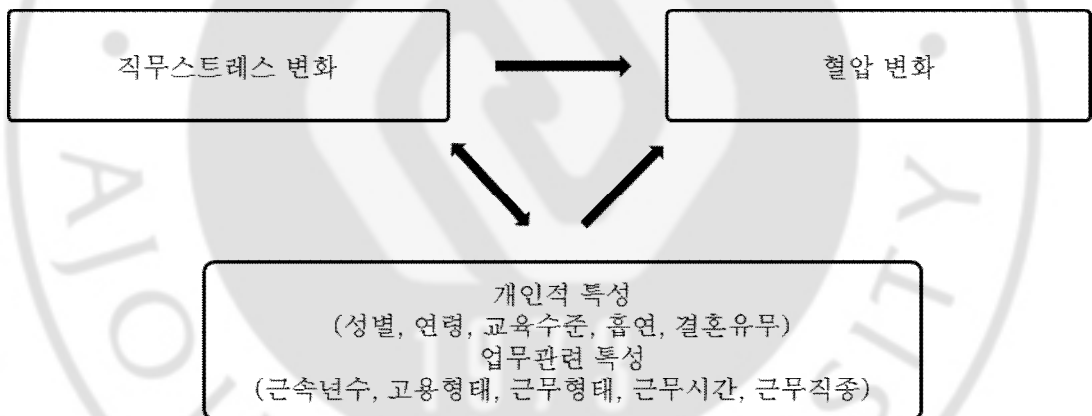 직무스트레스 변화
혈압 변화
개인적 특성
(성별, 연령, 교육수준, 흡연, 결혼유무)
업무관련 특성
(근속년수, 고용형태, 근무형태, 근무시간, 근무직종)